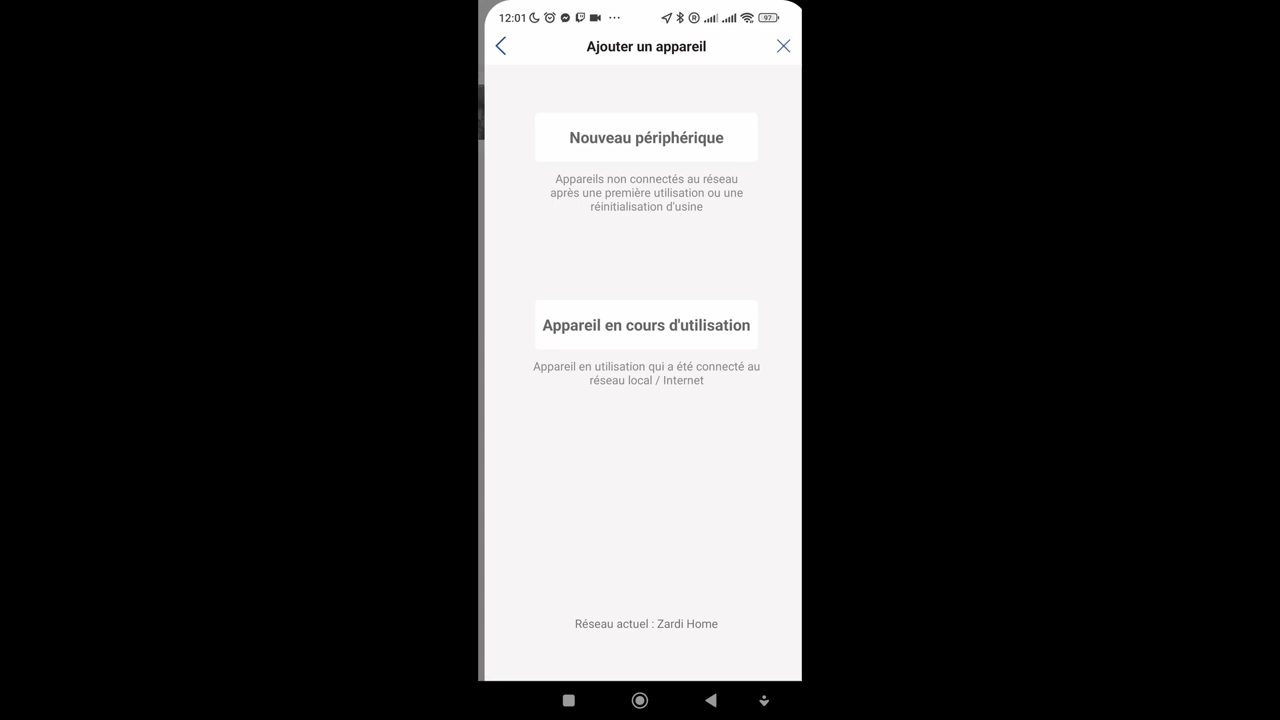 12:01
97
Ajouter un appareil
Nouveau périphérique
Appareils non connectés au réseau
après une première utilisation ou une
réinitialisation d'usine
Appareil en cours d'utilisation
Appareil en utilisation qui a été connecté au
réseau local / Internet
Réseau actuel : Zardi Home